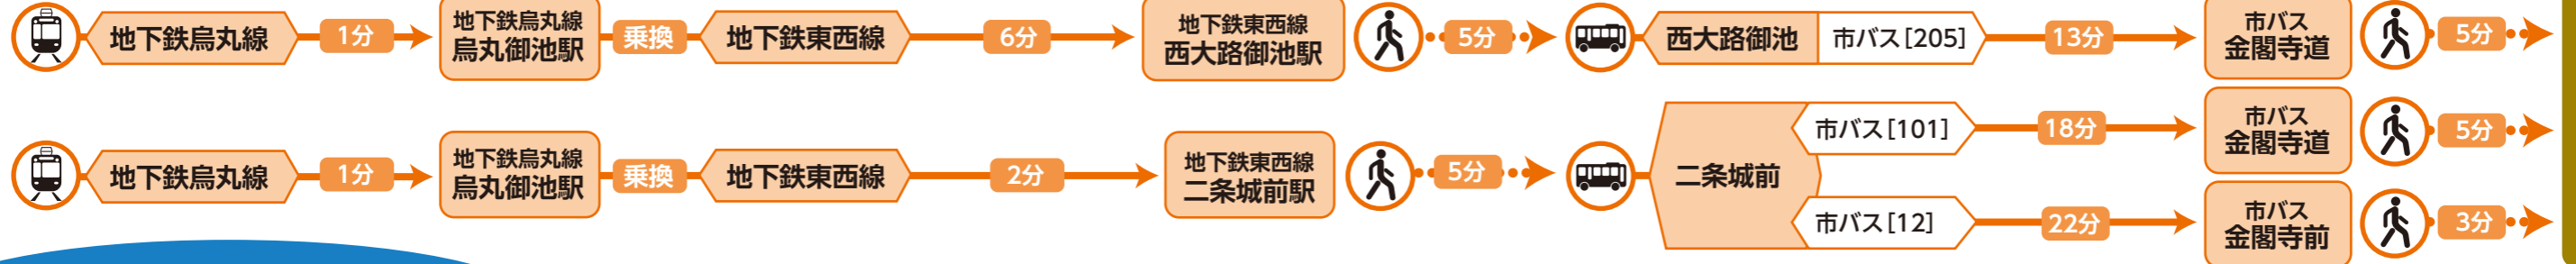 地下鉄烏丸線
1分
地下鉄烏丸線
烏丸御池駅
乗換
地下鉄東西線
6分
地下鉄東西線
西大路御池駅
5分
西大路御池
市バス[205]
13分
市バス
金閣寺道
5分
地下鉄烏丸線
1分
地下鉄烏丸線
烏丸御池駅
乗換
地下鉄東西線
2分
地下鉄東西線
二条城前駅
5分
二条城前
市バス[101]
18分
市バス
金閣寺道
5分
市バス[12]
22分
市バス
金閣寺前
3分